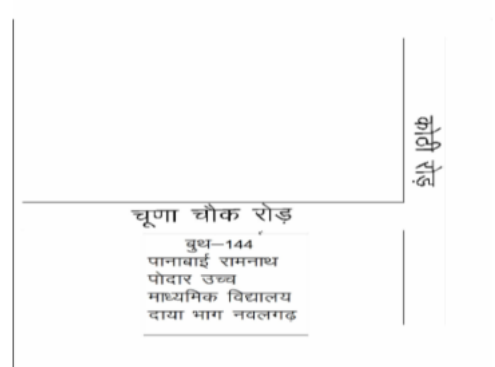 कोठी रोड़
चूणा चौक रोड़
बुथ–144
पानाबाई रामनाथ
पोदार उच्च
माध्यमिक विद्यालय
दाया भाग नवलगढ़